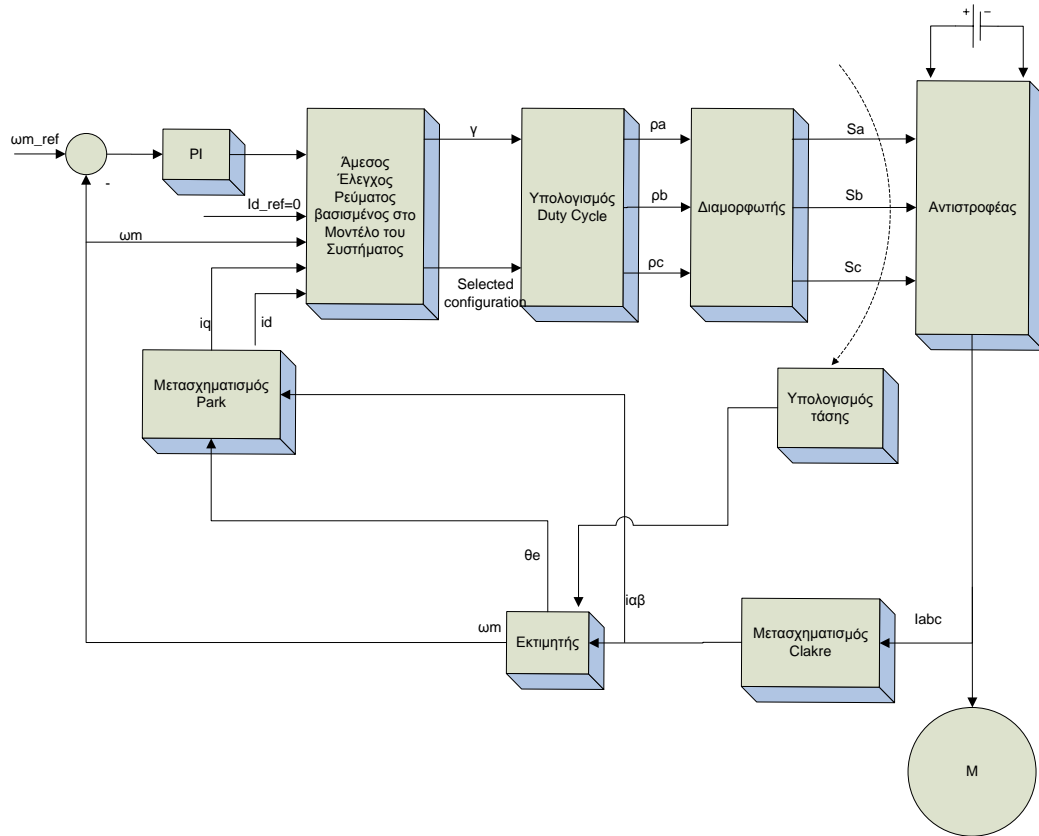 + −
ωm_ref
-
PI
Άμεσος
Έλεγχος
Ρεύματος
βασισμένος στο
Μοντέλο του
Συστήματος
Id_ref=0
ωm
γ
Selected
configuration
Υπολογισμός
Duty Cycle
ρa
ρb
ρc
Διαμορφωτής
Sa
Sb
Sc
Αντιστροφέας
iq
id
Μετασχηματισμός
Park
Υπολογισμός
τάσης
θe
iαβ
ωm
Εκτιμητής
Μετασχηματισμός
Clakre
Iabc
M